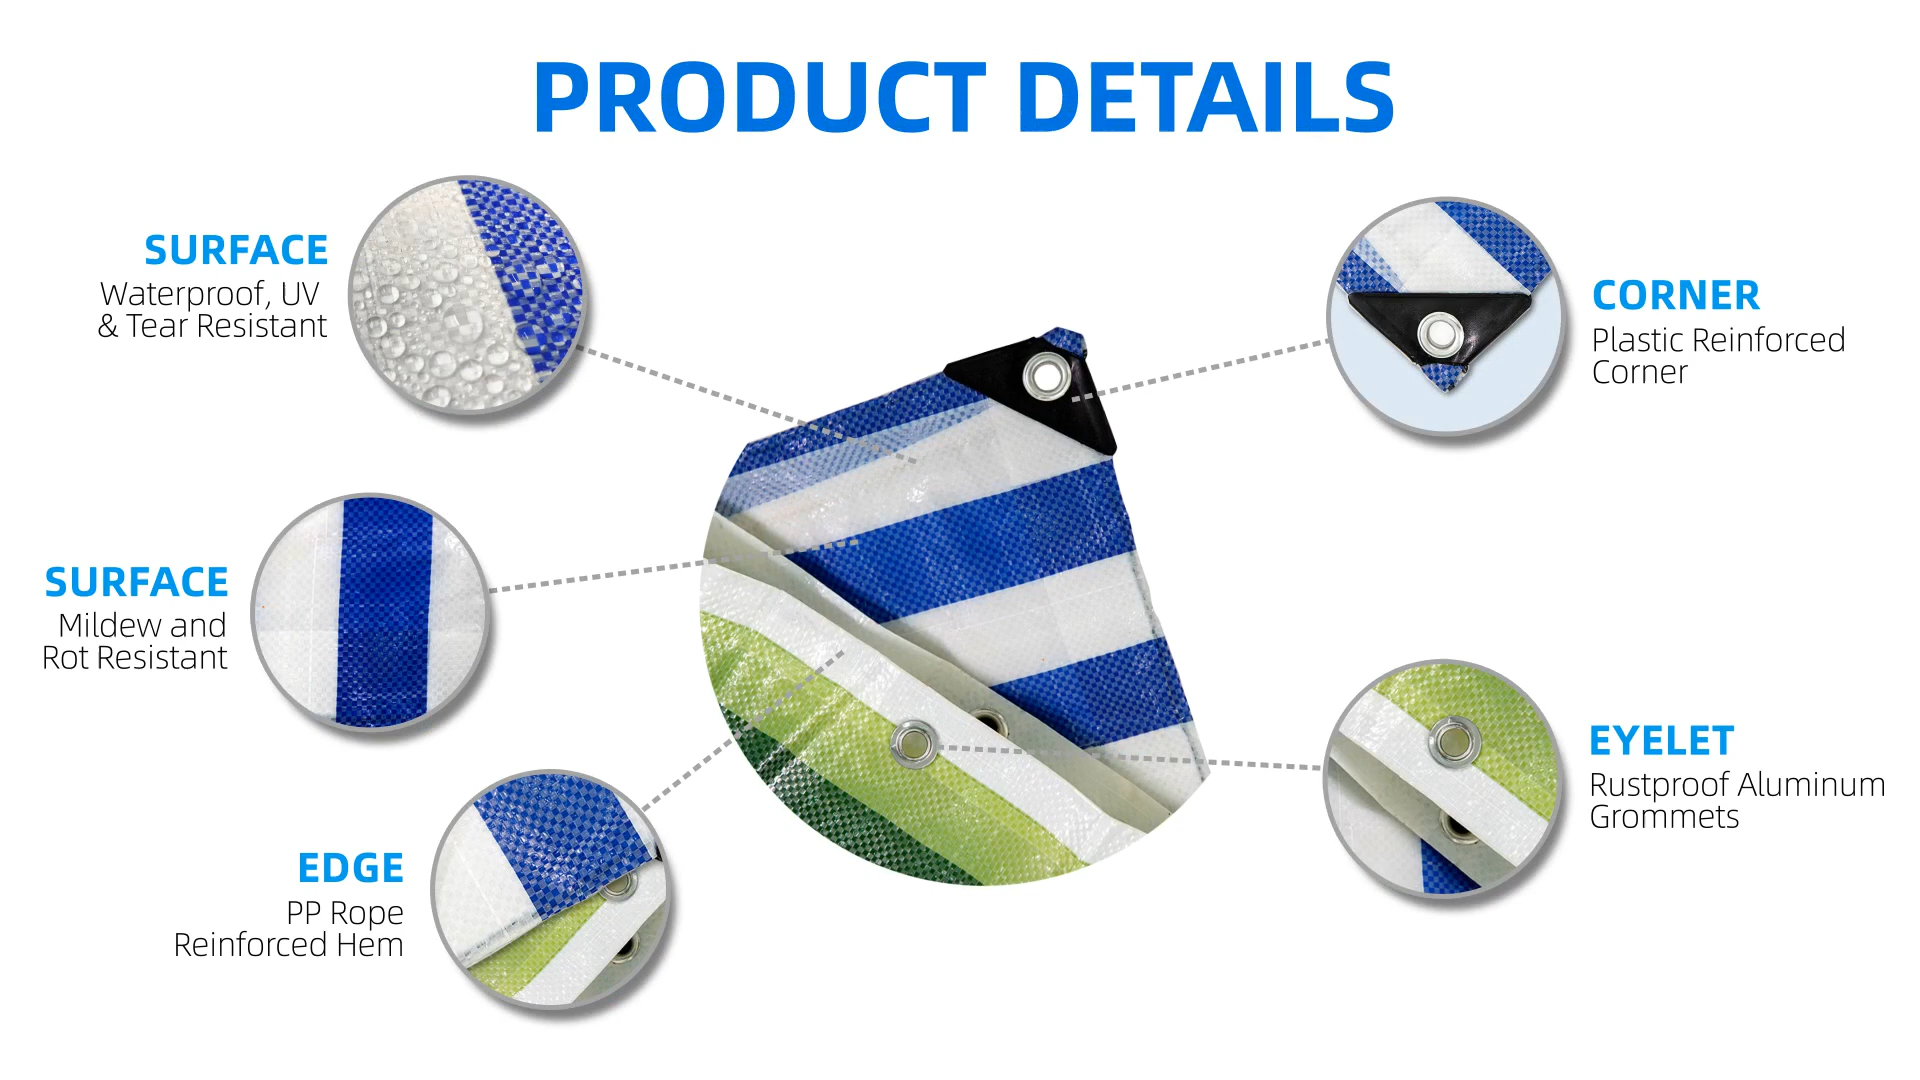 PRODUCT DETAILS
SURFACE
Waterproof, UV
& Tear Resistant
CORNER
Plastic Reinforced
Corner
SURFACE
Mildew and
Rot Resistant
EYELET
Rustproof Aluminum
Grommets
EDGE
PP Rope
Reinforced Hem